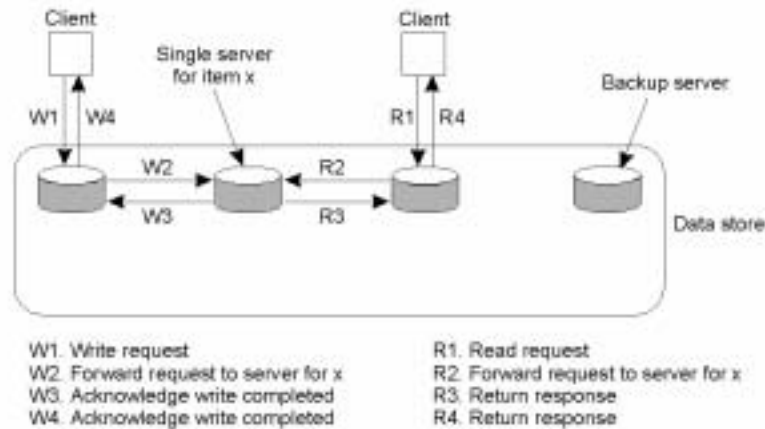 Client
Client
Single server
for item x
Backup server
W1
W4
R1
R4
W2
R2
W3
R3
Data store
W1. Write request
W2. Forward request to server for x
W3. Acknowledge write completed
W4. Acknowledge write completed
R1. Read request
R2. Forward request to server for x
R3. Return response
R4. Return response